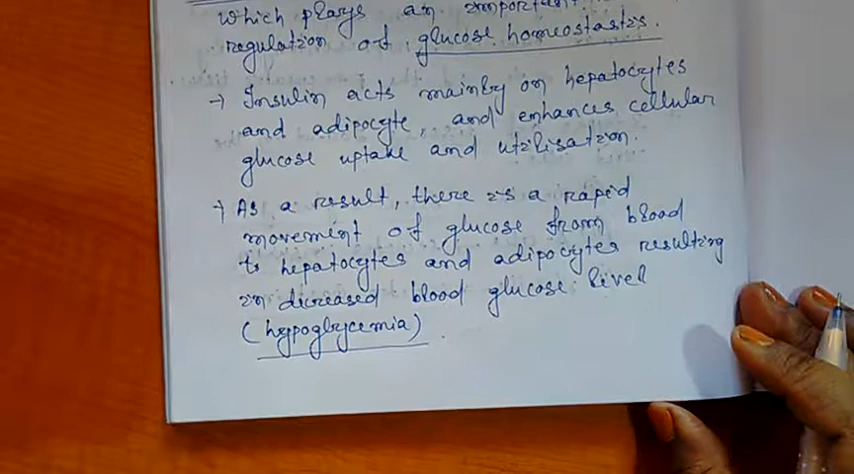 which plays an important
regulation of glucose homeostasis.
→ Insulin acts mainly on hepatocytes
and adipocyte, and enhances cellular
glucose uptake and utilisation.
→ As a result, there is a rapid
movement of glucose from blood
to hepatocytes and adipocytes resulting
in decreased blood glucose level
(hypoglycemia)